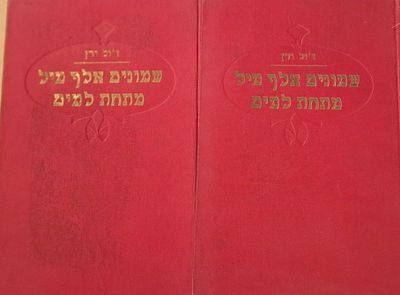 ז'ול ורן
שמונים אלף מיל
מתחת למים
ז'ול ורן
שמונים אלף מיל
מתחת למים